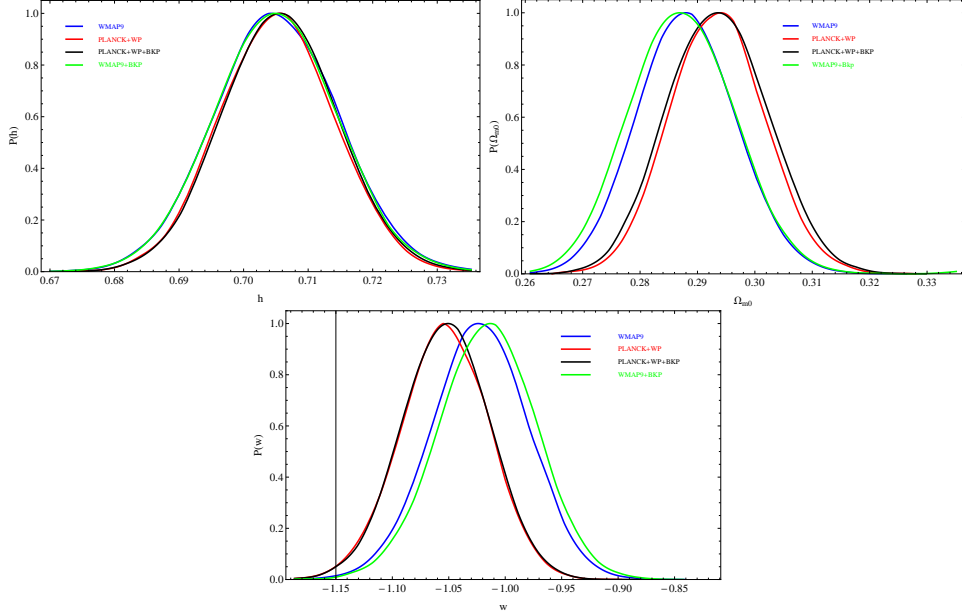 P(h)
1.0
0.8
0.6
0.4
0.2
0.0
WMAP9
PLANCK+WP
PLANCK+WP+BKP
WMAP9+BKP
0.67 0.68 0.69 0.70 0.71 0.72 0.73
h
P(Ωm0)
1.0
0.8
0.6
0.4
0.2
0.0
WMAP9
PLANCK+WP
PLANCK+WP+BKP
WMAP9+Bkp
0.26 0.27 0.28 0.29 0.30 0.31 0.32 0.33
Ωm0
P(w)
1.0
0.8
0.6
0.4
0.2
0.0
WMAP9
PLANCK+WP
PLANCK+WP+BKP
WMAP9+BKP
−1.15 −1.10 −1.05 −1.00 −0.95 −0.90 −0.85
w